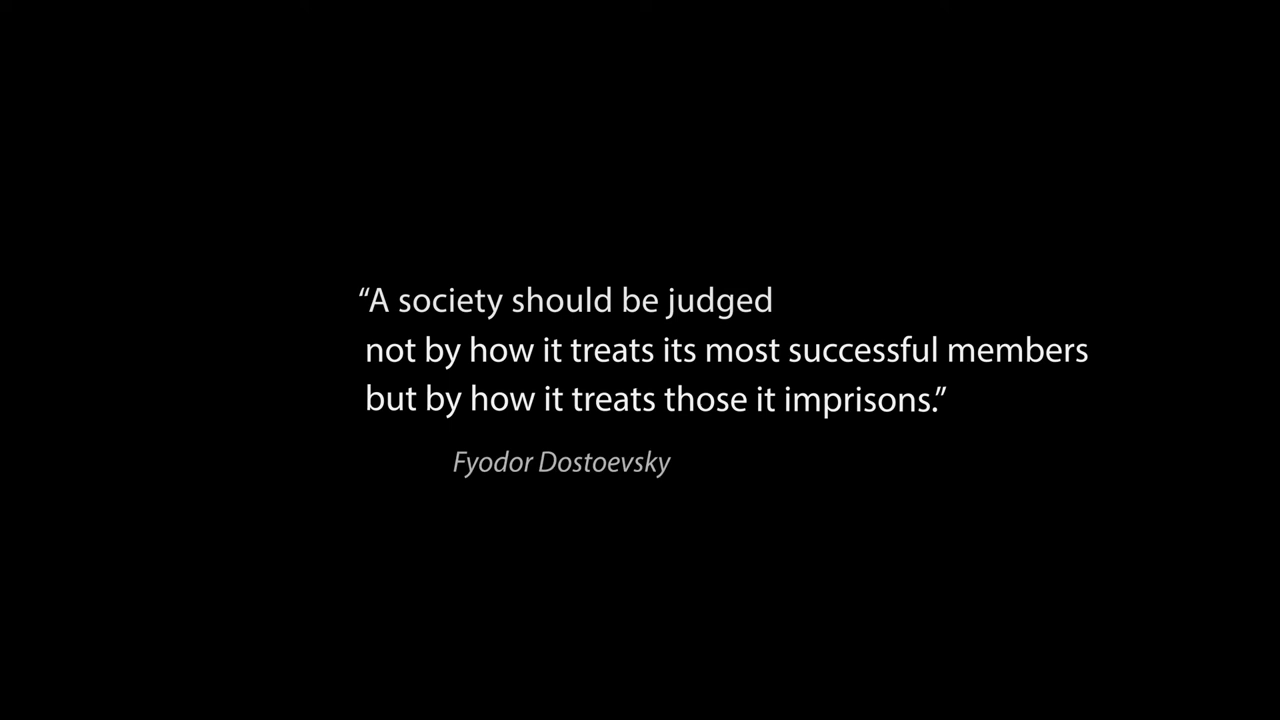 “A society should be judged
not by how it treats its most successful members
but by how it treats those it imprisons.”
Fyodor Dostoevsky